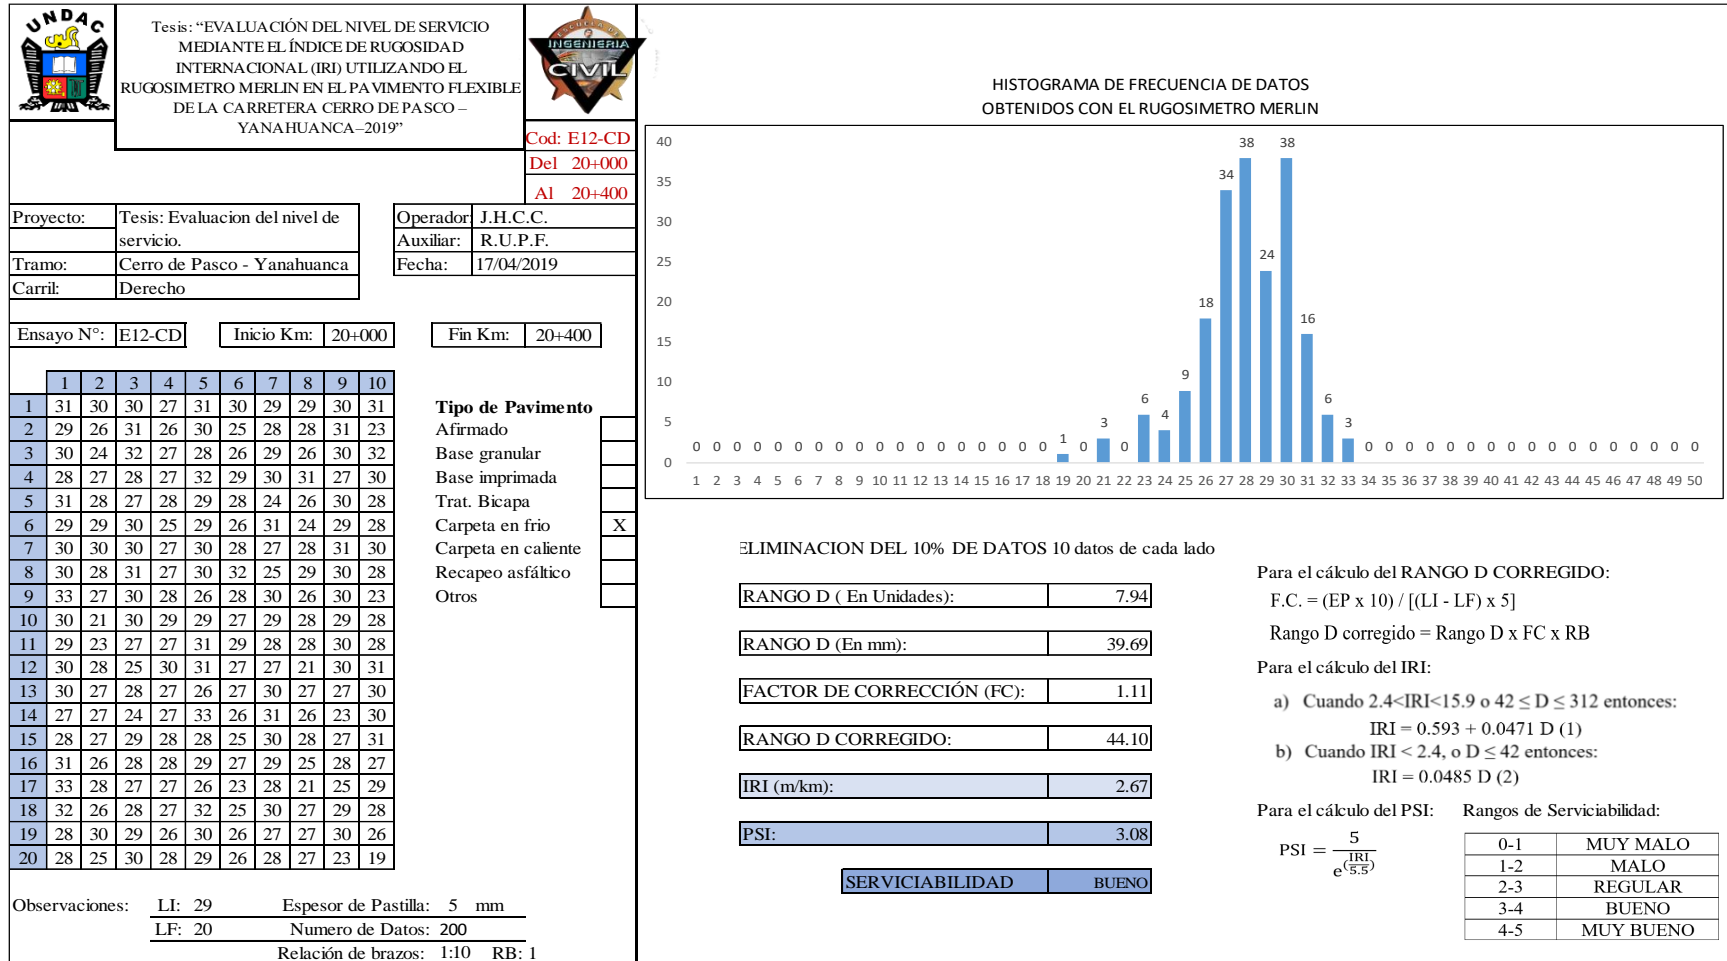 UNDAC
Tesis: “EVALUACIÓN DEL NIVEL DE SERVICIO
MEDIANTE EL ÍNDICE DE RUGOSIDAD
INTERNACIONAL (IRI) UTILIZANDO EL
RUGOSIMETRO MERLIN EN EL PAVIMENTO FLEXIBLE
DE LA CARRETERA CERRO DE PASCO –
YANAHUANCA–2019”
ESCUELA DE
INGENIERIA
CIVIL
Cod: E12-CD
Del 20+000
Al 20+400
Proyecto: Tesis: Evaluacion del nivel de
servicio.
Tramo: Cerro de Pasco - Yanahuanca
Carril: Derecho
Operador: J.H.C.C.
Auxiliar: R.U.P.F.
Fecha: 17/04/2019
Ensayo N°: E12-CD Inicio Km: 20+000 Fin Km: 20+400
1 2 3 4 5 6 7 8 9 10
1 31 30 30 27 31 30 29 29 30 31
2 29 26 31 26 30 25 28 28 31 23
3 30 24 32 27 28 26 29 26 30 32
4 28 27 28 27 32 29 30 31 27 30
5 31 28 27 28 29 28 24 26 30 28
6 29 29 30 25 29 26 31 24 29 28
7 30 30 30 27 30 28 27 28 31 30
8 30 28 31 27 30 32 25 29 30 28
9 33 27 30 28 26 28 30 26 30 23
10 30 21 30 29 29 27 29 28 29 28
11 29 23 27 27 31 29 28 28 30 28
12 30 28 25 30 31 27 27 21 30 31
13 30 27 28 27 26 27 30 27 27 30
14 27 27 24 27 33 26 31 26 23 30
15 28 27 29 28 28 25 30 28 27 31
16 31 26 28 28 29 27 29 25 28 27
17 33 28 27 27 26 23 28 21 25 29
18 32 26 28 27 32 25 30 27 29 28
19 28 30 29 26 30 26 27 27 30 26
20 28 25 30 28 29 26 28 27 23 19
Tipo de Pavimento
Afirmado
Base granular
Base imprimada
Trat. Bicapa
Carpeta en frio X
Carpeta en caliente
Recapeo asfáltico
Otros
Observaciones: LI: 29 Espesor de Pastilla: 5 mm
LF: 20 Numero de Datos: 200
Relación de brazos: 1:10 RB: 1
HISTOGRAMA DE FRECUENCIA DE DATOS
OBTENIDOS CON EL RUGOSIMETRO MERLIN
40
35
30
25
20
15
10
5
0
0 0 0 0 0 0 0 0 0 0 0 0 0 0 0 0 0 0 1 0 3 0 6 4 9 18 34 38 24 38 16 6 3 0 0 0 0 0 0 0 0 0 0 0 0 0 0 0 0 0
1 2 3 4 5 6 7 8 9 10 11 12 13 14 15 16 17 18 19 20 21 22 23 24 25 26 27 28 29 30 31 32 33 34 35 36 37 38 39 40 41 42 43 44 45 46 47 48 49 50
ELIMINACION DEL 10% DE DATOS 10 datos de cada lado
RANGO D ( En Unidades): 7.94
RANGO D (En mm): 39.69
FACTOR DE CORRECCIÓN (FC): 1.11
RANGO D CORREGIDO: 44.10
IRI (m/km): 2.67
PSI: 3.08
SERVICIABILIDAD BUENO
Para el cálculo del RANGO D CORREGIDO:
F.C. = (EP x 10) / [(LI - LF) x 5]
Rango D corregido = Rango D x FC x RB
Para el cálculo del IRI:
a) Cuando 2.4<IRI<15.9 o 42 ≤ D ≤ 312 entonces:
IRI = 0.593 + 0.0471 D (1)
b) Cuando IRI < 2.4, o D ≤ 42 entonces:
IRI = 0.0485 D (2)
Para el cálculo del PSI: Rangos de Serviciabilidad:
PSI = 5 / e^(IRI/5.5)
0-1 MUY MALO
1-2 MALO
2-3 REGULAR
3-4 BUENO
4-5 MUY BUENO